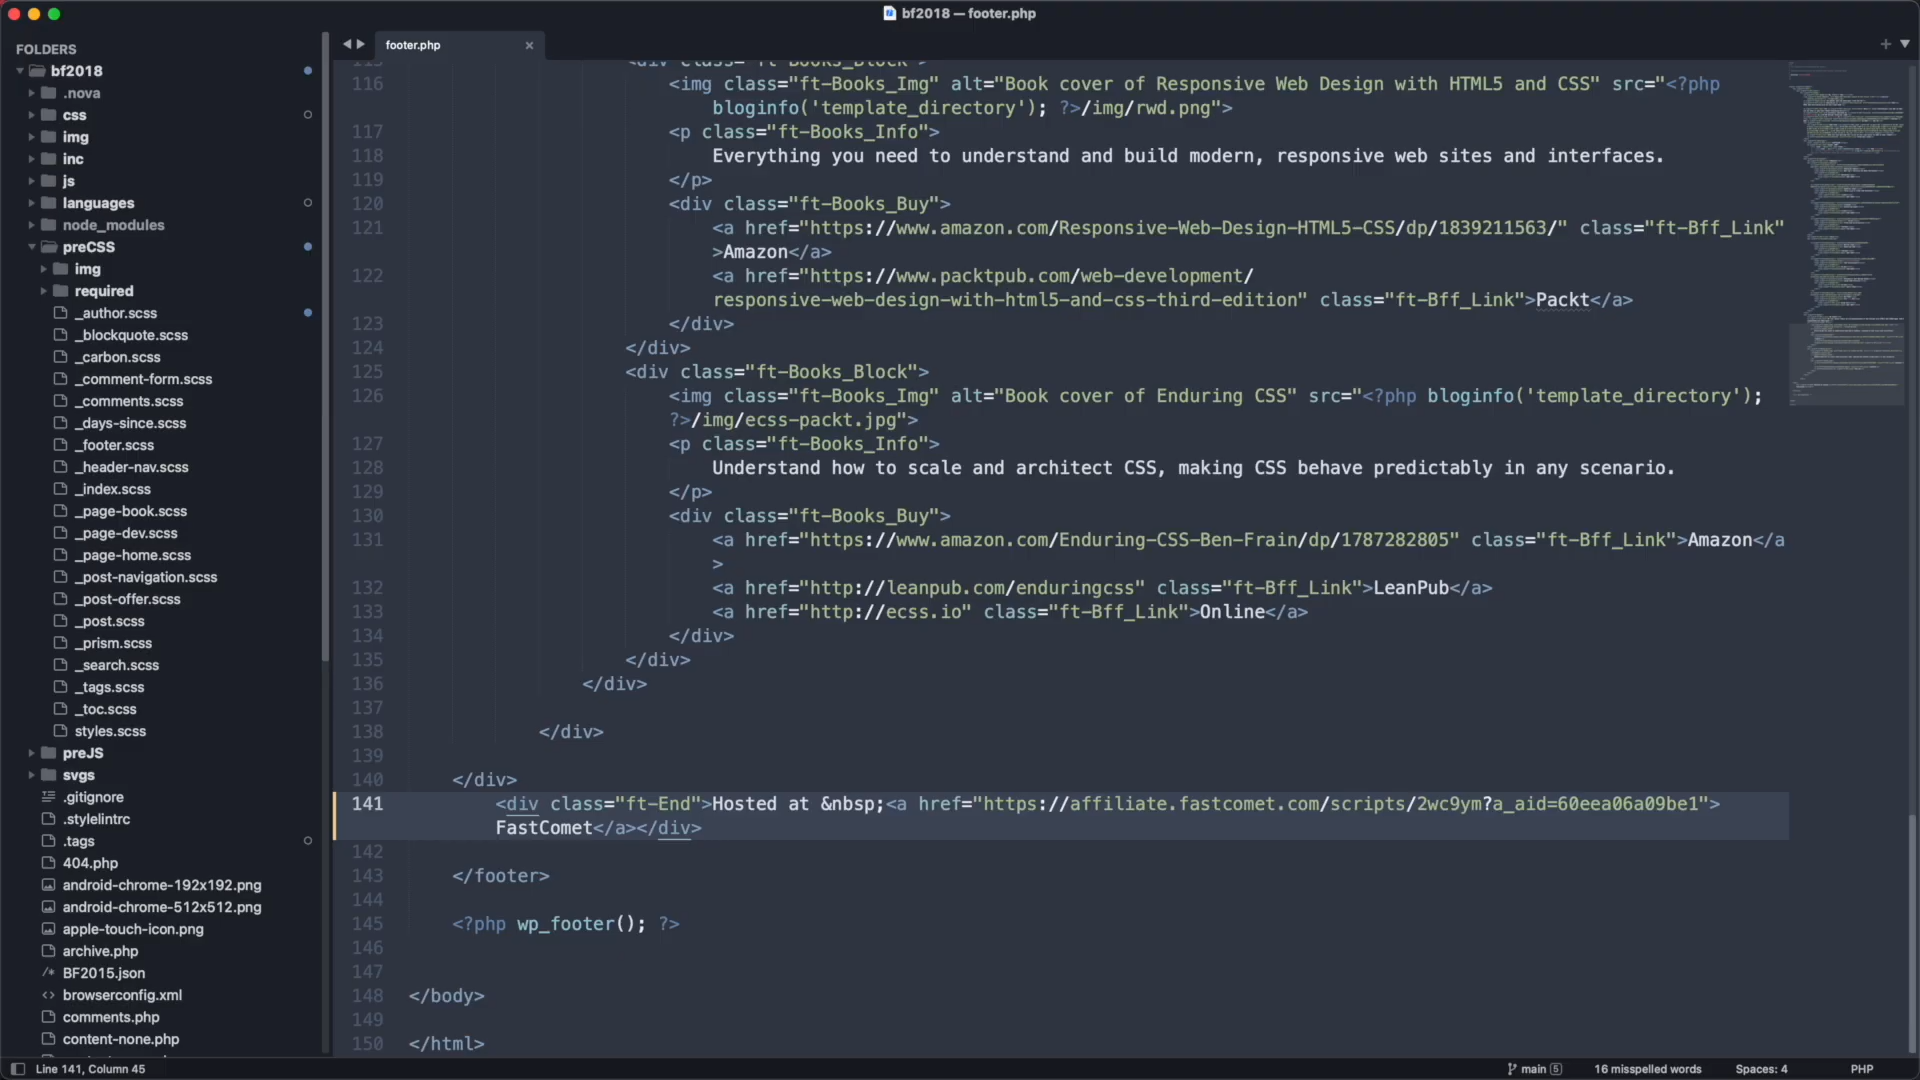 bf2018 — footer.php
FOLDERS
bf2018
.nova
css
img
inc
js
languages
node_modules
preCSS
img
required
_author.scss
_blockquote.scss
_carbon.scss
_comment-form.scss
_comments.scss
_days-since.scss
_footer.scss
_header-nav.scss
_index.scss
_page-book.scss
_page-dev.scss
_page-home.scss
_post-navigation.scss
_post-offer.scss
_post.scss
_prism.scss
_search.scss
_tags.scss
_toc.scss
styles.scss
preJS
svgs
.gitignore
.stylelintrc
.tags
404.php
android-chrome-192x192.png
android-chrome-512x512.png
apple-touch-icon.png
archive.php
/* BF2015.json
<> browserconfig.xml
comments.php
content-none.php
footer.php ×
115 <div class="ft-Books_Block">
116 <img class="ft-Books_Img" alt="Book cover of Responsive Web Design with HTML5 and CSS" src="<?php
bloginfo('template_directory'); ?>/img/rwd.png">
117 <p class="ft-Books_Info">
118 Everything you need to understand and build modern, responsive web sites and interfaces.
119 </p>
120 <div class="ft-Books_Buy">
121 <a href="https://www.amazon.com/Responsive-Web-Design-HTML5-CSS/dp/1839211563/" class="ft-Bff_Link"
>Amazon</a>
122 <a href="https://www.packtpub.com/web-development/
responsive-web-design-with-html5-and-css-third-edition" class="ft-Bff_Link">Packt</a>
123 </div>
124 </div>
125 <div class="ft-Books_Block">
126 <img class="ft-Books_Img" alt="Book cover of Enduring CSS" src="<?php bloginfo('template_directory');
?>/img/ecss-packt.jpg">
127 <p class="ft-Books_Info">
128 Understand how to scale and architect CSS, making CSS behave predictably in any scenario.
129 </p>
130 <div class="ft-Books_Buy">
131 <a href="https://www.amazon.com/Enduring-CSS-Ben-Frain/dp/1787282805" class="ft-Bff_Link">Amazon</a
>
132 <a href="http://leanpub.com/enduringcss" class="ft-Bff_Link">LeanPub</a>
133 <a href="http://ecss.io" class="ft-Bff_Link">Online</a>
134 </div>
135 </div>
136 </div>
137
138 </div>
139
140 </div>
141 <div class="ft-End">Hosted at &nbsp;<a href="https://affiliate.fastcomet.com/scripts/2wc9ym?a_aid=60eea06a09be1">
FastComet</a></div>
142
143 </footer>
144
145 <?php wp_footer(); ?>
146
147
148 </body>
149
150 </html>
Line 141, Column 45
main 5
16 misspelled words
Spaces: 4
PHP